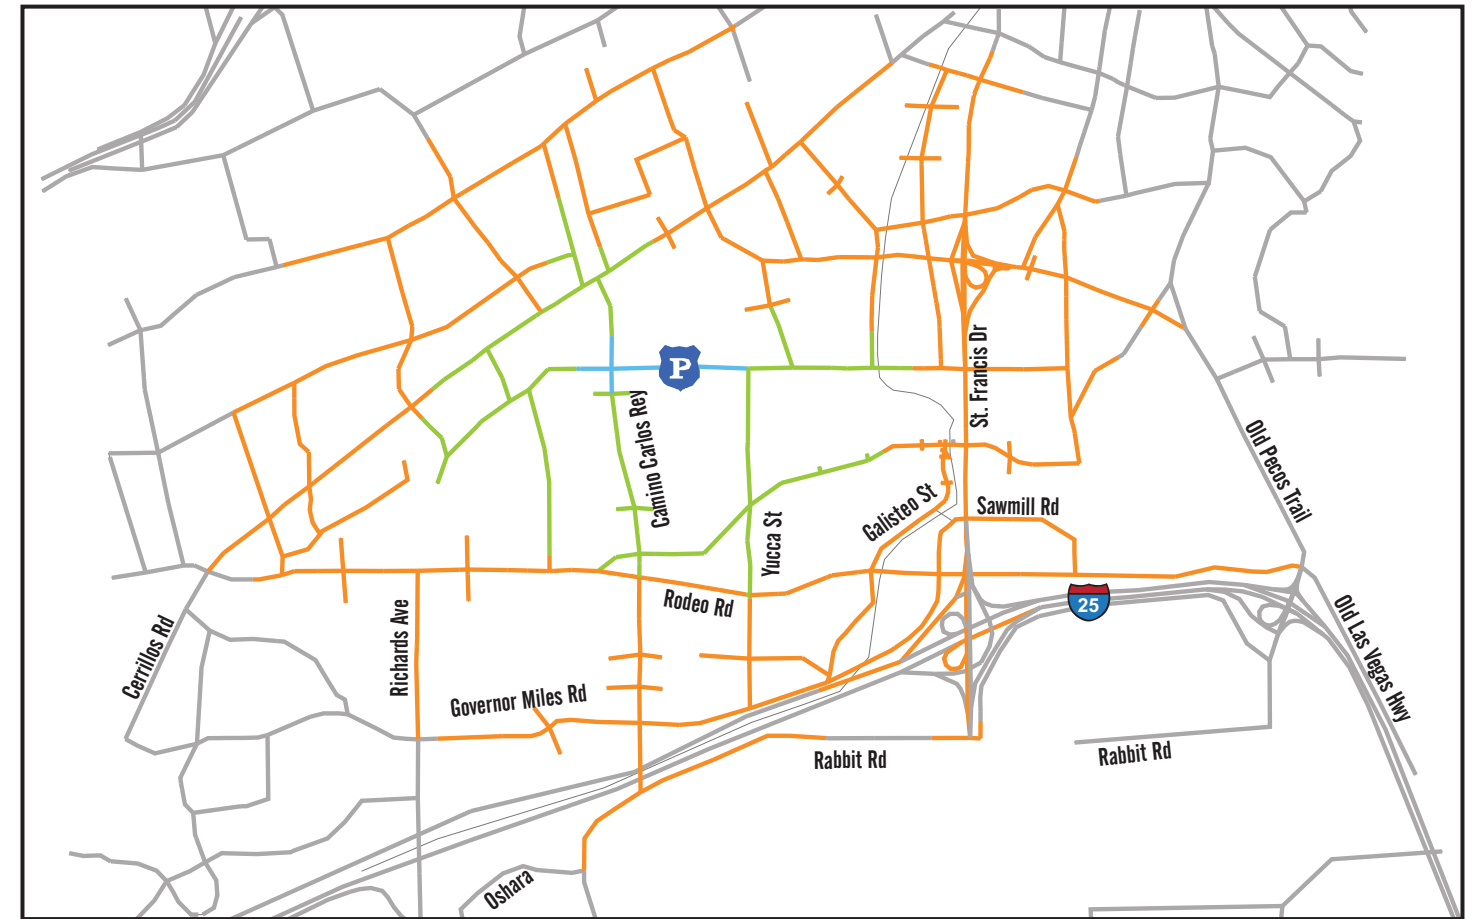 P
St. Francis Dr
Camino Carlos Rey
Old Pecos Trail
Galisteo St
Sawmill Rd
Yucca St
Rodeo Rd
25
Cerrillos Rd
Richards Ave
Old Las Vegas Hwy
Governor Miles Rd
Rabbit Rd
Rabbit Rd
Oshara